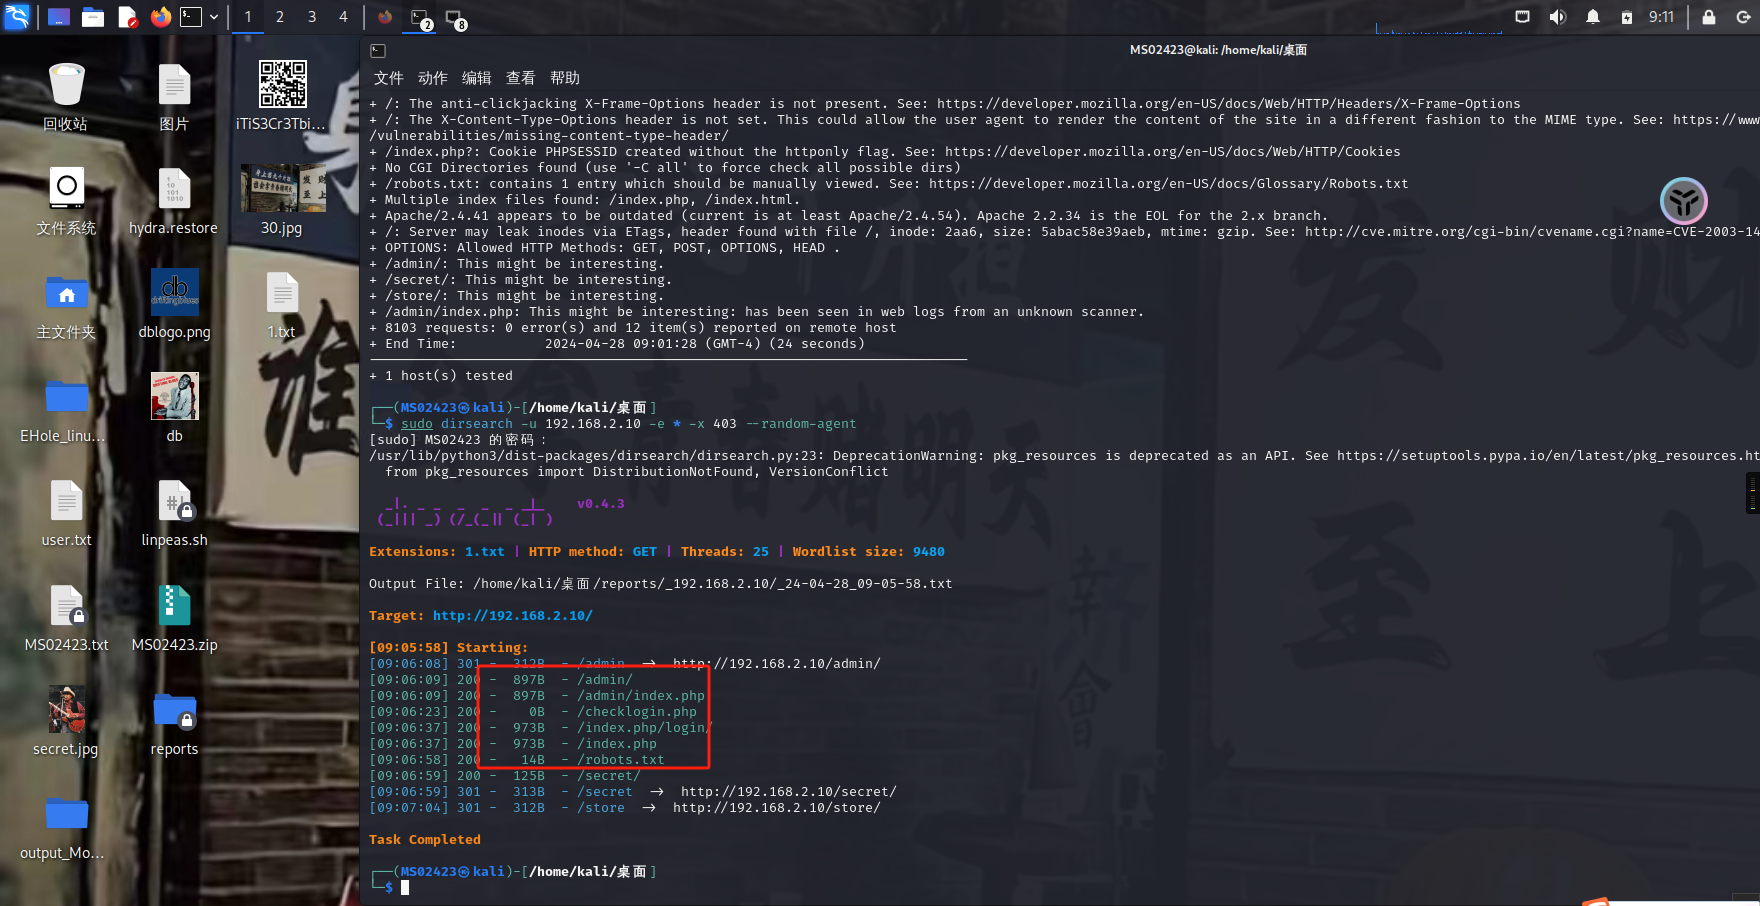 1 2 3 4
2
8
9:11
MS02423@kali: /home/kali/桌面
文件 动作 编辑 查看 帮助
回收站
图片
iTiS3Cr3Tbi...
文件系统
hydra.restore
30.jpg
主文件夹
dblogo.png
1.txt
EHole_linu...
db
user.txt
linpeas.sh
MS02423.txt
MS02423.zip
secret.jpg
reports
output_Mo...
+ /: The anti-clickjacking X-Frame-Options header is not present. See: https://developer.mozilla.org/en-US/docs/Web/HTTP/Headers/X-Frame-Options
+ /: The X-Content-Type-Options header is not set. This could allow the user agent to render the content of the site in a different fashion to the MIME type. See: https://www
/vulnerabilities/missing-content-type-header/
+ /index.php?: Cookie PHPSESSID created without the httponly flag. See: https://developer.mozilla.org/en-US/docs/Web/HTTP/Cookies
+ No CGI Directories found (use '-C all' to force check all possible dirs)
+ /robots.txt: contains 1 entry which should be manually viewed. See: https://developer.mozilla.org/en-US/docs/Glossary/Robots.txt
+ Multiple index files found: /index.php, /index.html.
+ Apache/2.4.41 appears to be outdated (current is at least Apache/2.4.54). Apache 2.2.34 is the EOL for the 2.x branch.
+ /: Server may leak inodes via ETags, header found with file /, inode: 2aa6, size: 5abac58e39aeb, mtime: gzip. See: http://cve.mitre.org/cgi-bin/cvename.cgi?name=CVE-2003-14
+ OPTIONS: Allowed HTTP Methods: GET, POST, OPTIONS, HEAD .
+ /admin/: This might be interesting.
+ /secret/: This might be interesting.
+ /store/: This might be interesting.
+ /admin/index.php: This might be interesting: has been seen in web logs from an unknown scanner.
+ 8103 requests: 0 error(s) and 12 item(s) reported on remote host
+ End Time: 2024-04-28 09:01:28 (GMT-4) (24 seconds)
+ 1 host(s) tested
┌──(MS02423㉿kali)-[/home/kali/桌面]
└─$ sudo dirsearch -u 192.168.2.10 -e * -x 403 --random-agent
[sudo] MS02423 的密码：
/usr/lib/python3/dist-packages/dirsearch/dirsearch.py:23: DeprecationWarning: pkg_resources is deprecated as an API. See https://setuptools.pypa.io/en/latest/pkg_resources.ht
from pkg_resources import DistributionNotFound, VersionConflict
_|. _ _ _ _ _ _|_ v0.4.3
(_||| _) (/_(_|| (_| )
Extensions: 1.txt | HTTP method: GET | Threads: 25 | Wordlist size: 9480
Output File: /home/kali/桌面/reports/_192.168.2.10/_24-04-28_09-05-58.txt
Target: http://192.168.2.10/
[09:05:58] Starting:
[09:06:08] 301 - 312B - /admin → http://192.168.2.10/admin/
[09:06:09] 200 - 897B - /admin/
[09:06:09] 200 - 897B - /admin/index.php
[09:06:23] 200 - 0B - /checklogin.php
[09:06:37] 200 - 973B - /index.php/login/
[09:06:37] 200 - 973B - /index.php
[09:06:58] 200 - 14B - /robots.txt
[09:06:59] 200 - 125B - /secret/
[09:06:59] 301 - 313B - /secret → http://192.168.2.10/secret/
[09:07:04] 301 - 312B - /store → http://192.168.2.10/store/
Task Completed
┌──(MS02423㉿kali)-[/home/kali/桌面]
└─$